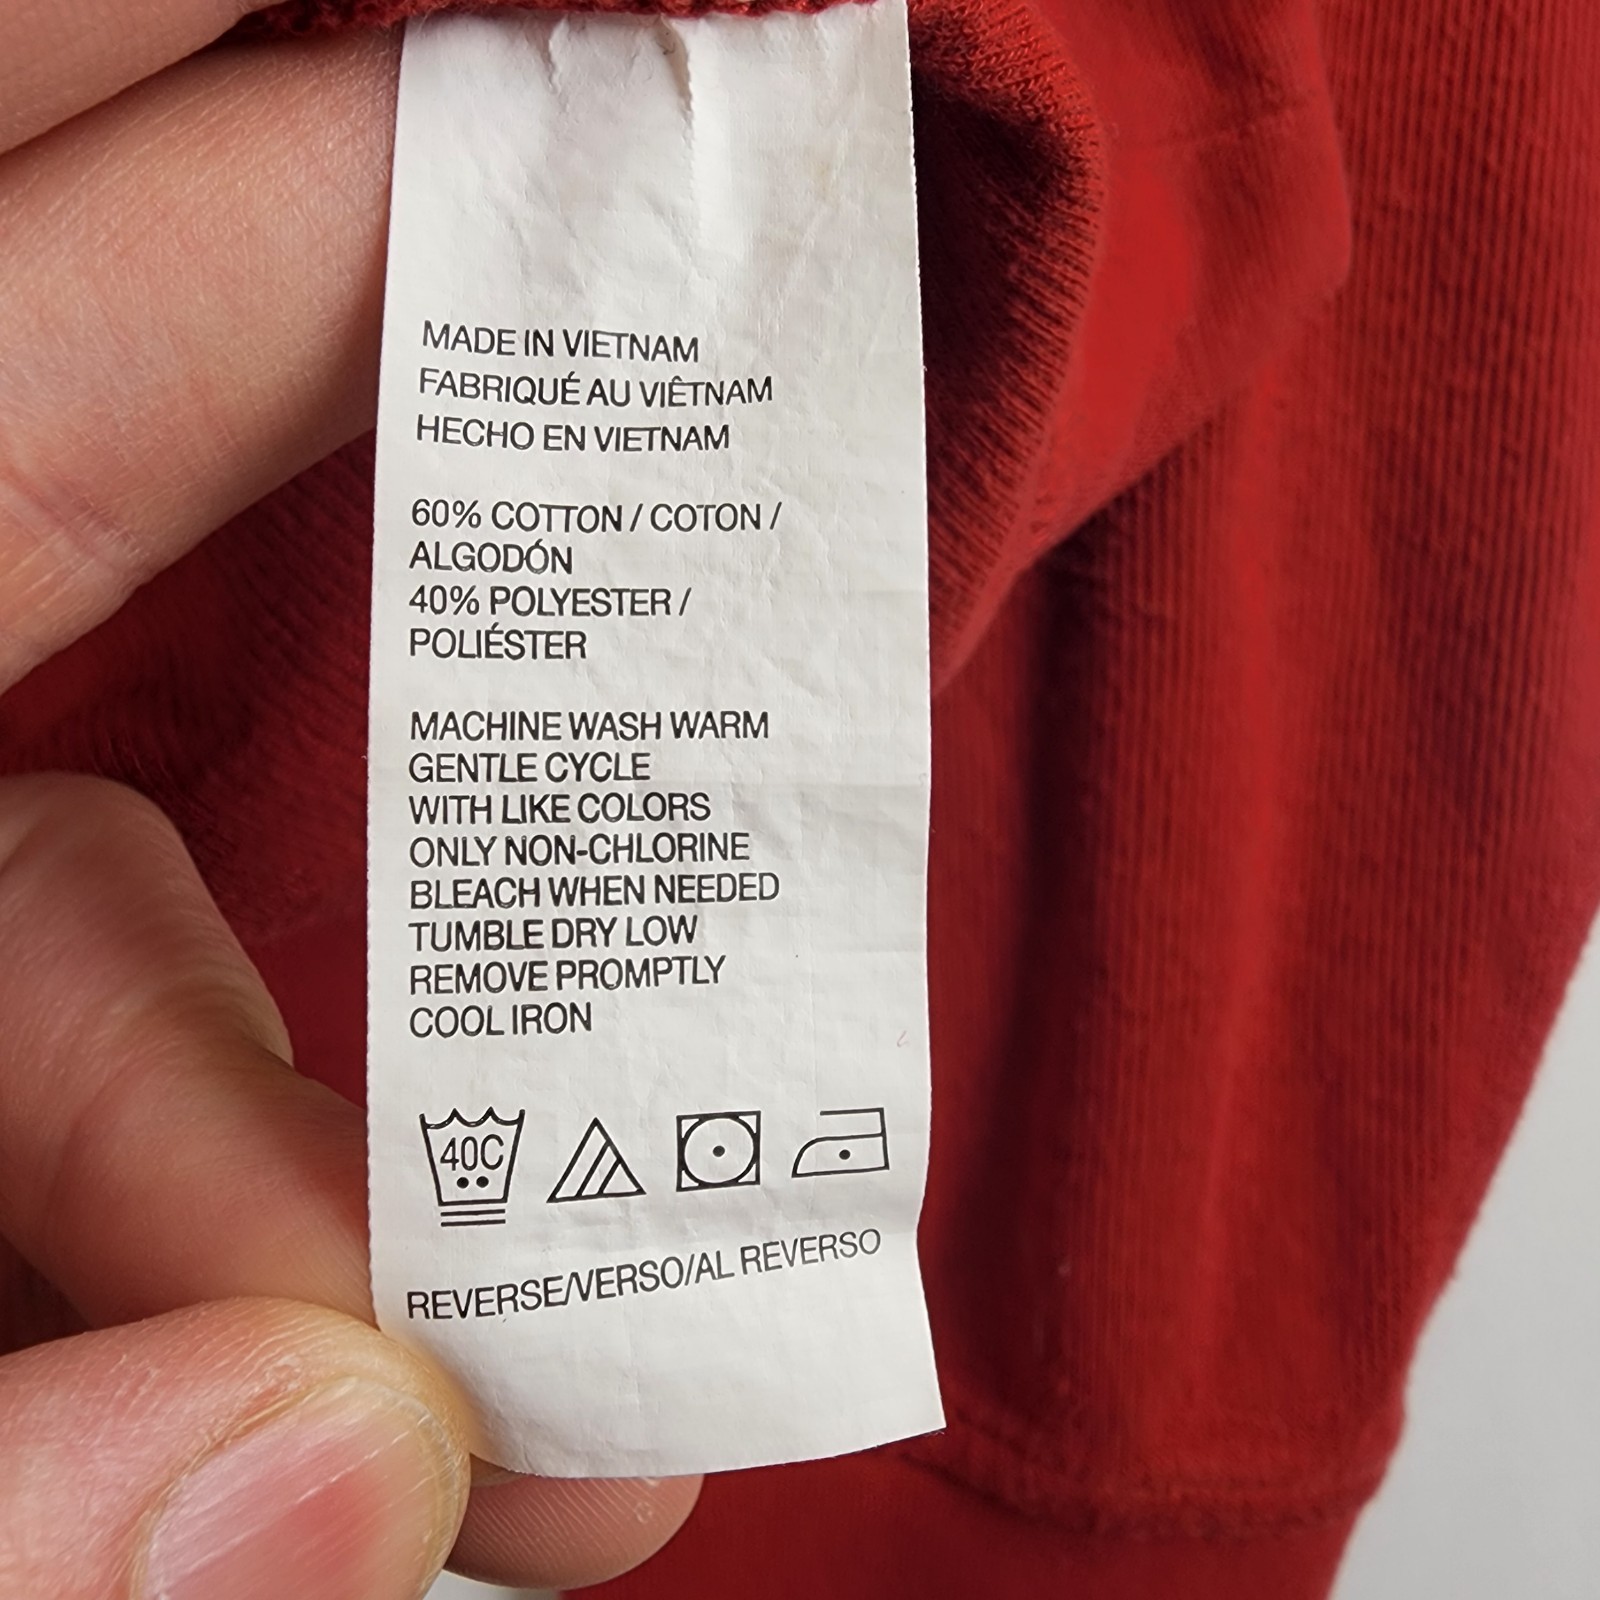 MADE IN VIETNAM
FABRIQUÉ AU VIÊTNAM
HECHO EN VIETNAM
60% COTTON / COTON /
ALGODÓN
40% POLYESTER /
POLIÉSTER
MACHINE WASH WARM
GENTLE CYCLE
WITH LIKE COLORS
ONLY NON-CHLORINE
BLEACH WHEN NEEDED
TUMBLE DRY LOW
REMOVE PROMPTLY
COOL IRON
40C
REVERSE/VERSO/AL REVERSO